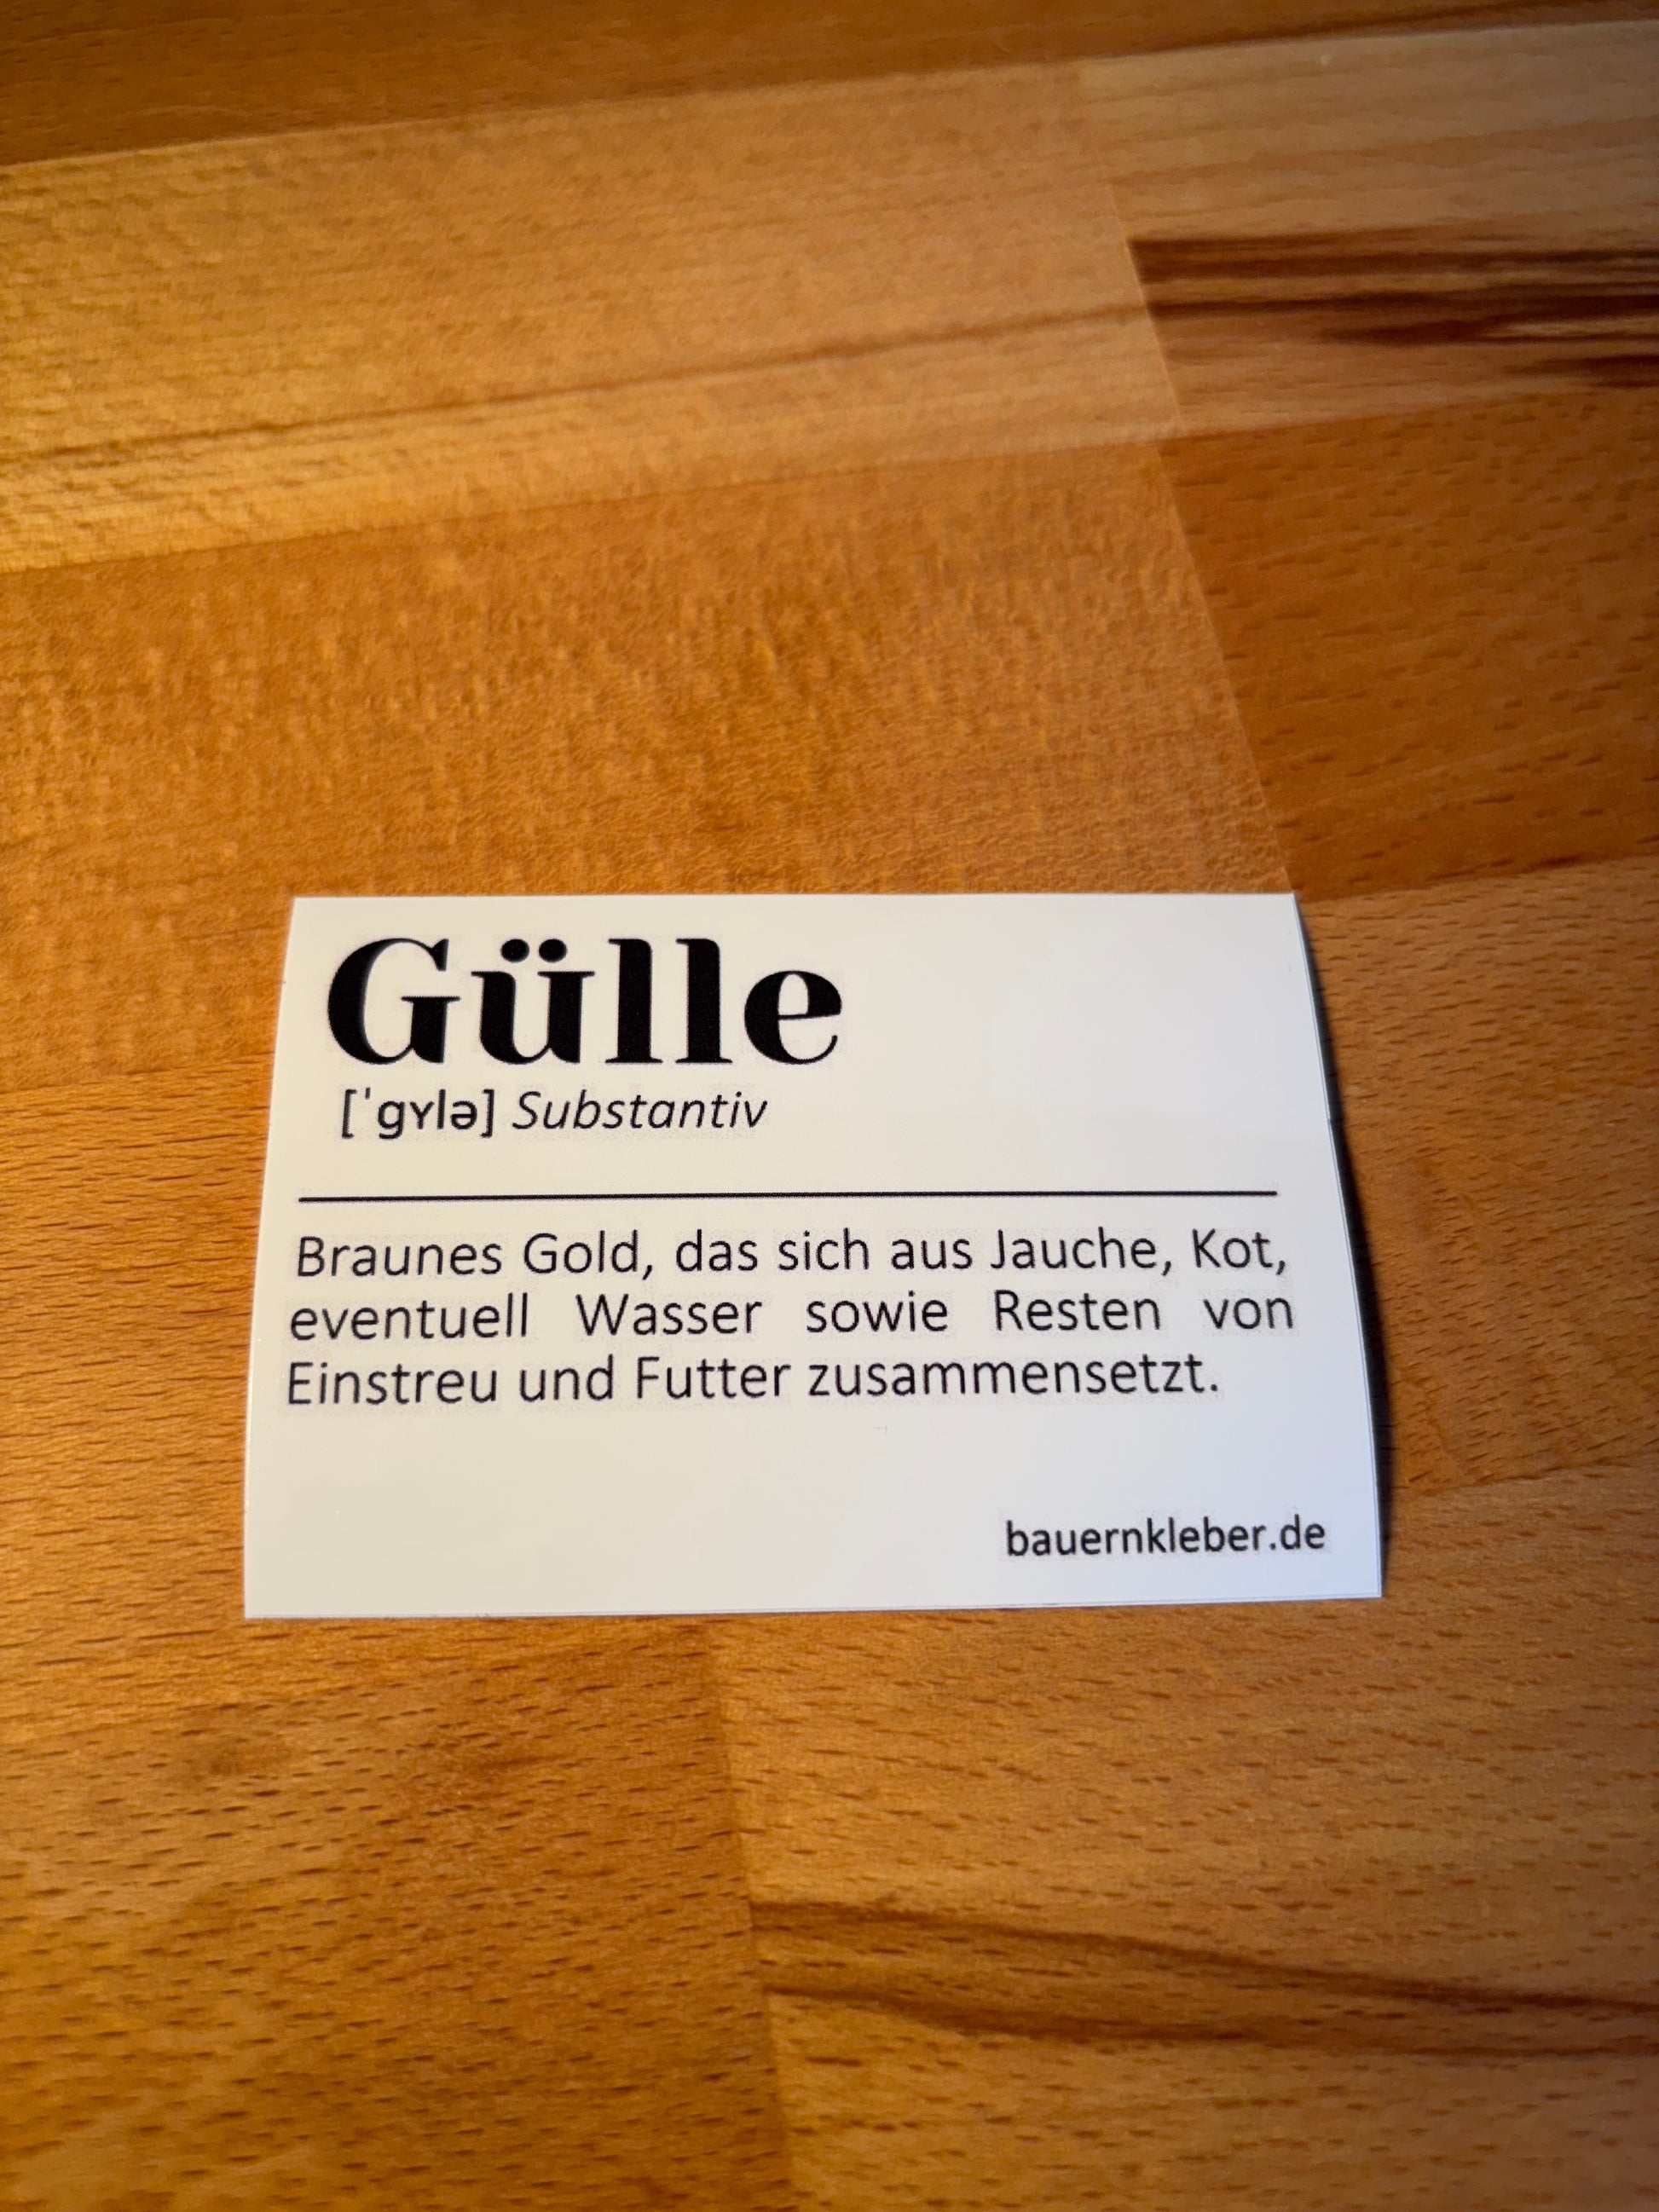 Gülle
[ˈgʏlə] Substantiv
Braunes Gold, das sich aus Jauche, Kot,
eventuell Wasser sowie Resten von
Einstreu und Futter zusammensetzt.
bauernkleber.de